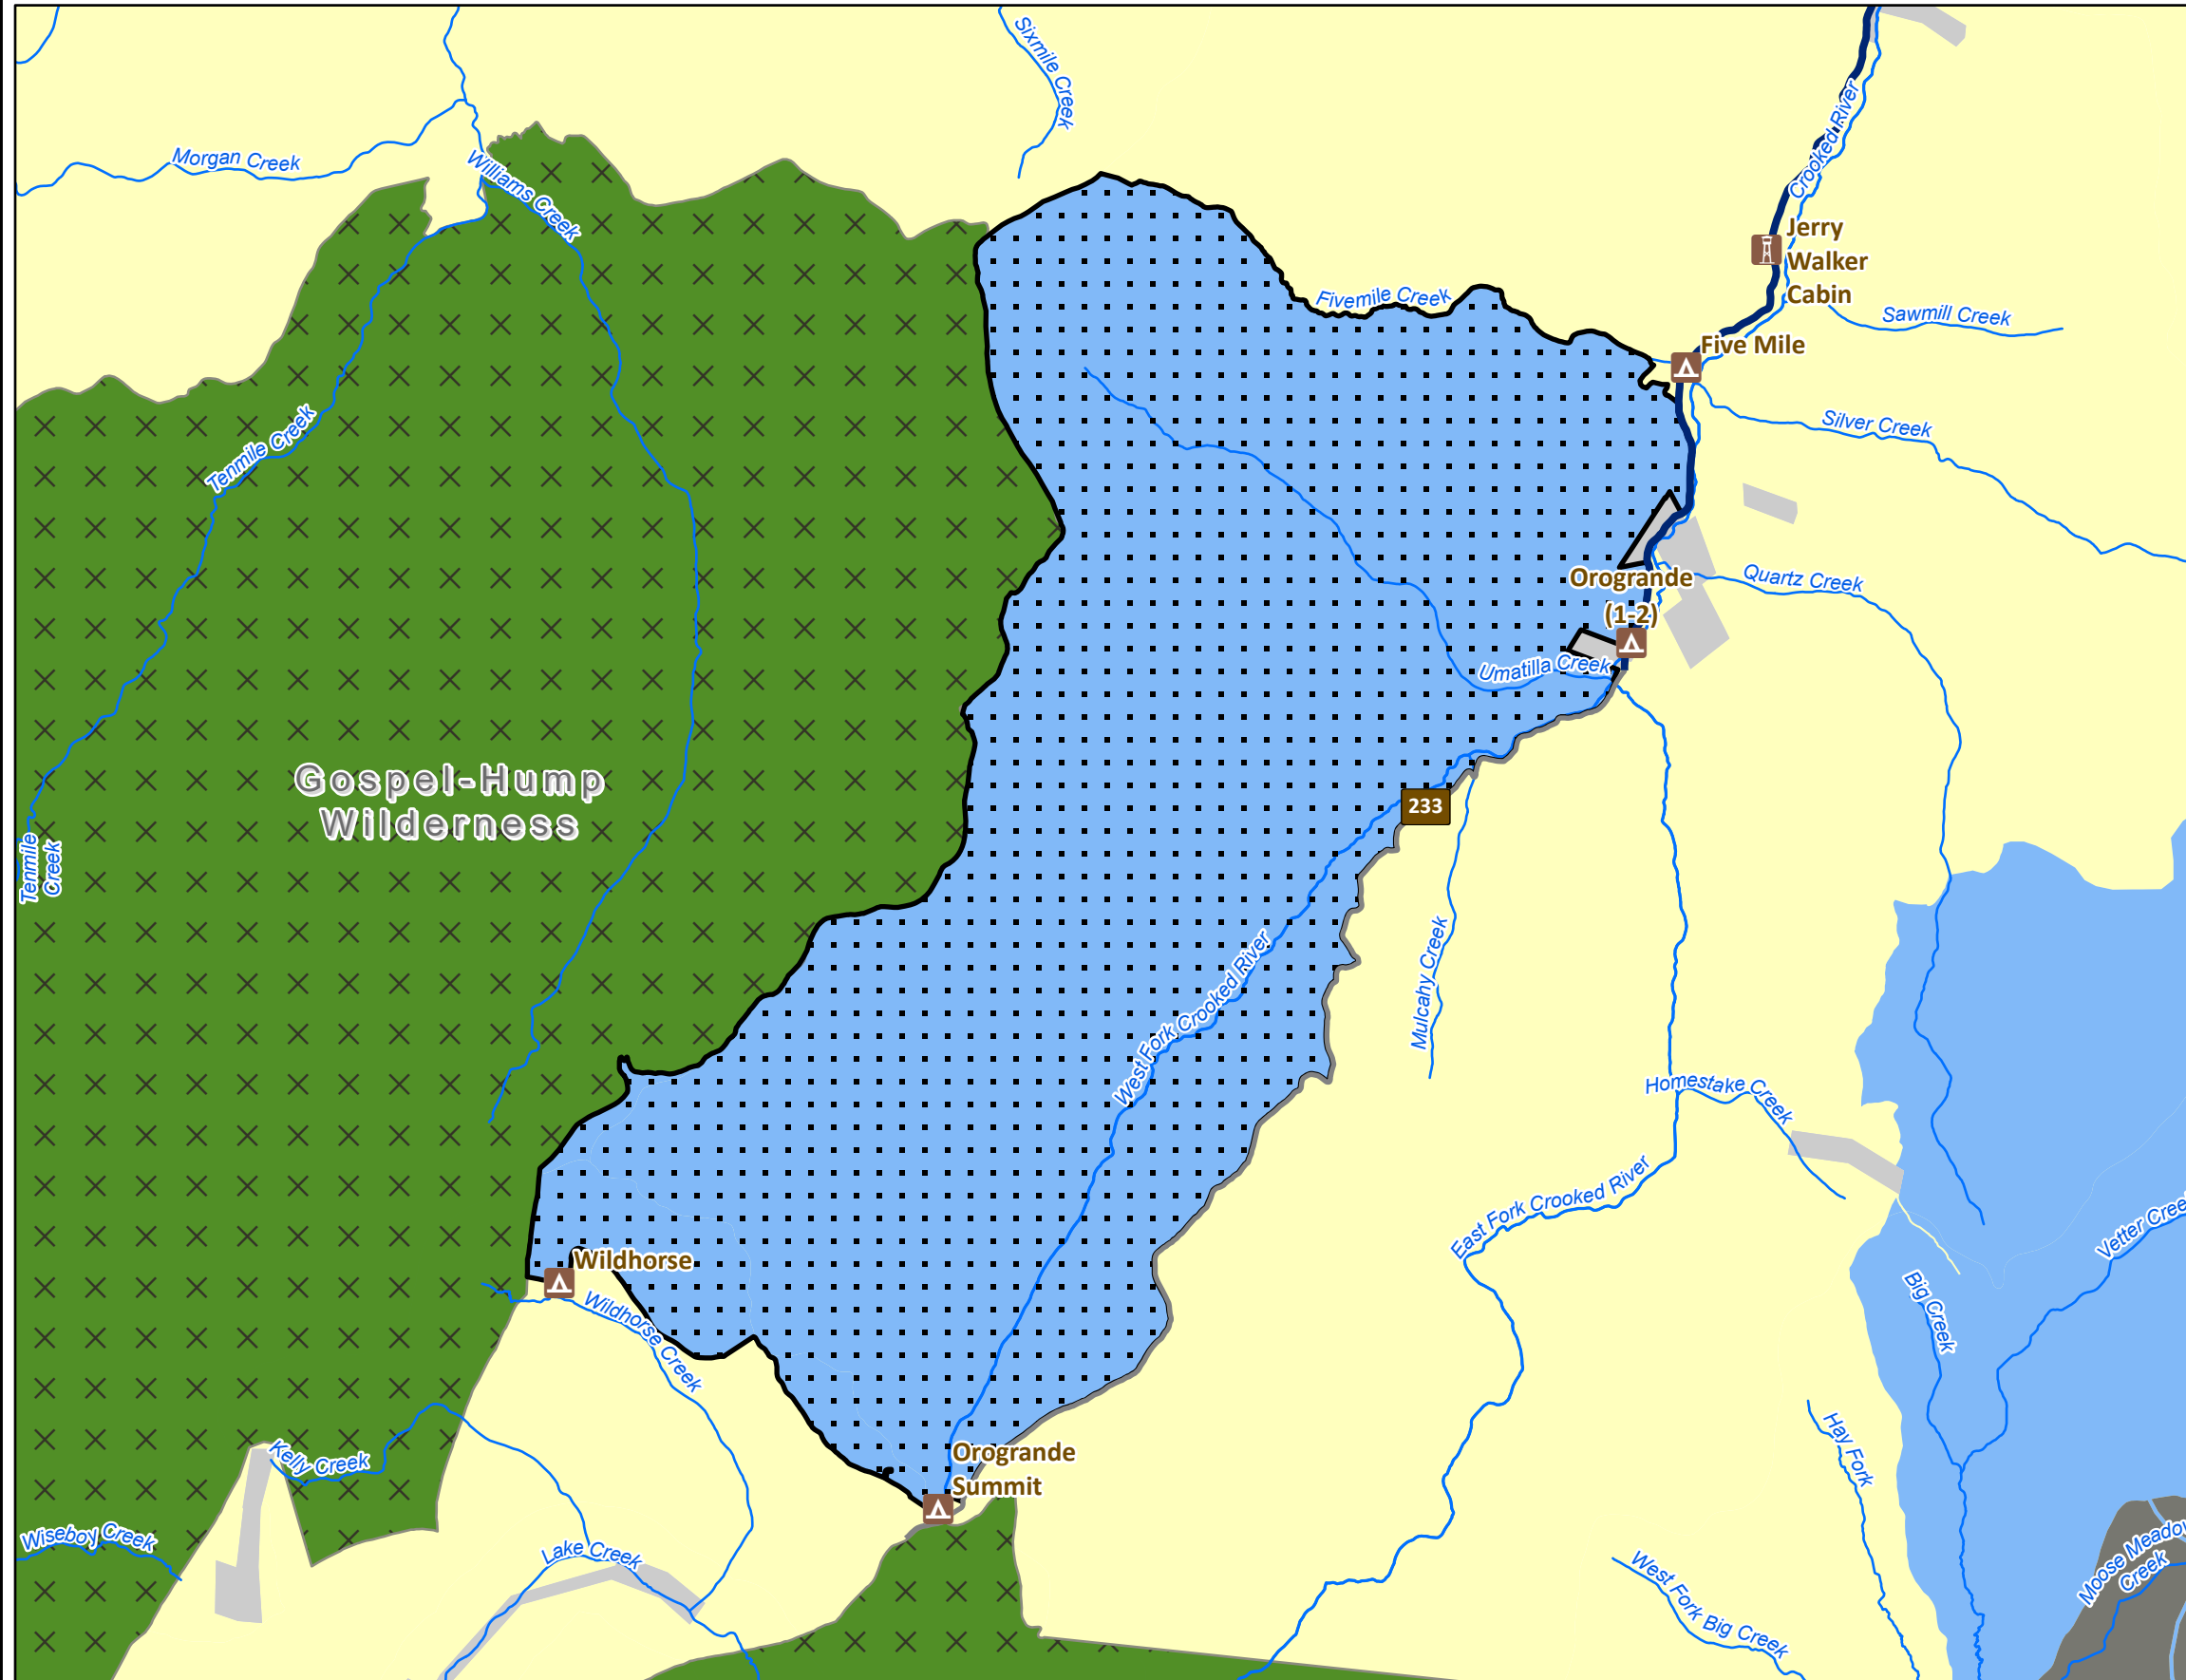 Sixmile Creek
Morgan Creek
Williams Creek
Crooked River
Jerry
Walker
Cabin
Fivemile Creek
Sawmill Creek
Five Mile
Silver Creek
Tenmile Creek
Orogrande
(1-2)
Quartz Creek
Umatilla Creek
Gospel-Hump
Wilderness
233
Tenmile
Creek
Mulcahy Creek
West Fork Crooked River
Homestake Creek
East Fork Crooked River
Vetter Cree
Wildhorse
Wildhorse Creek
Big Creek
Kelly Creek
Orogrande
Summit
Hay Fork
Wiseboy Creek
Lake Creek
West Fork Big Creek
Moose Meadow
Creek